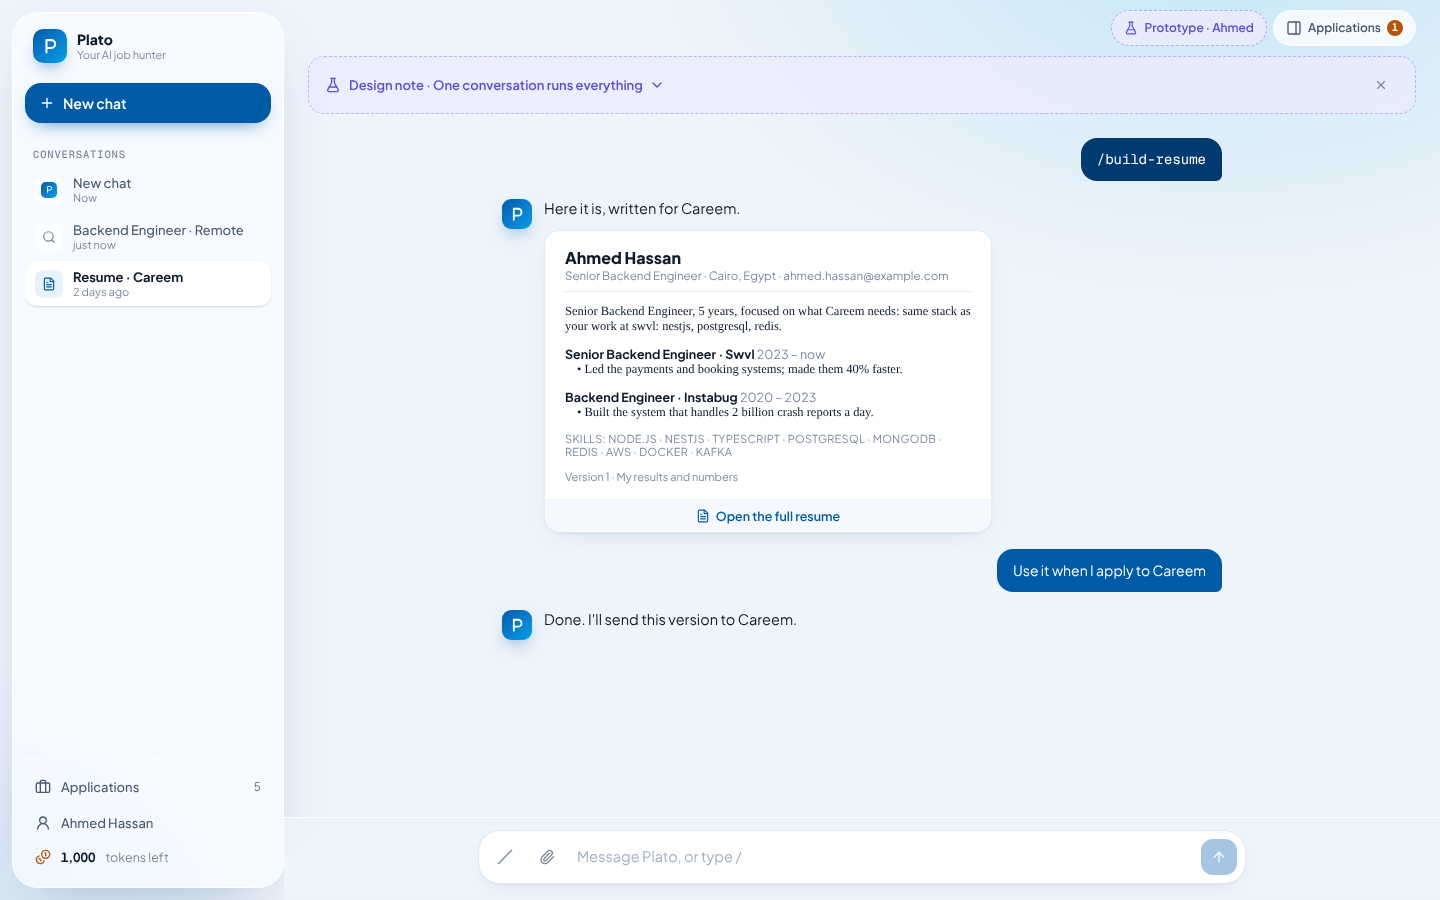 P
Plato
Your AI job hunter
New chat
CONVERSATIONS
P
New chat
Now
Backend Engineer · Remote
just now
Resume · Careem
2 days ago
Applications
5
Ahmed Hassan
1,000 tokens left
Prototype · Ahmed
Applications
1
Design note · One conversation runs everything
/build-resume
P
Here it is, written for Careem.
Ahmed Hassan
Senior Backend Engineer · Cairo, Egypt · ahmed.hassan@example.com
Senior Backend Engineer, 5 years, focused on what Careem needs: same stack as
your work at swvl: nestjs, postgresql, redis.
Senior Backend Engineer · Swvl 2023 – now
• Led the payments and booking systems; made them 40% faster.
Backend Engineer · Instabug 2020 – 2023
• Built the system that handles 2 billion crash reports a day.
SKILLS: NODE.JS · NESTJS · TYPESCRIPT · POSTGRESQL · MONGODB ·
REDIS · AWS · DOCKER · KAFKA
Version 1 · My results and numbers
Open the full resume
Use it when I apply to Careem
P
Done. I'll send this version to Careem.
Message Plato, or type /